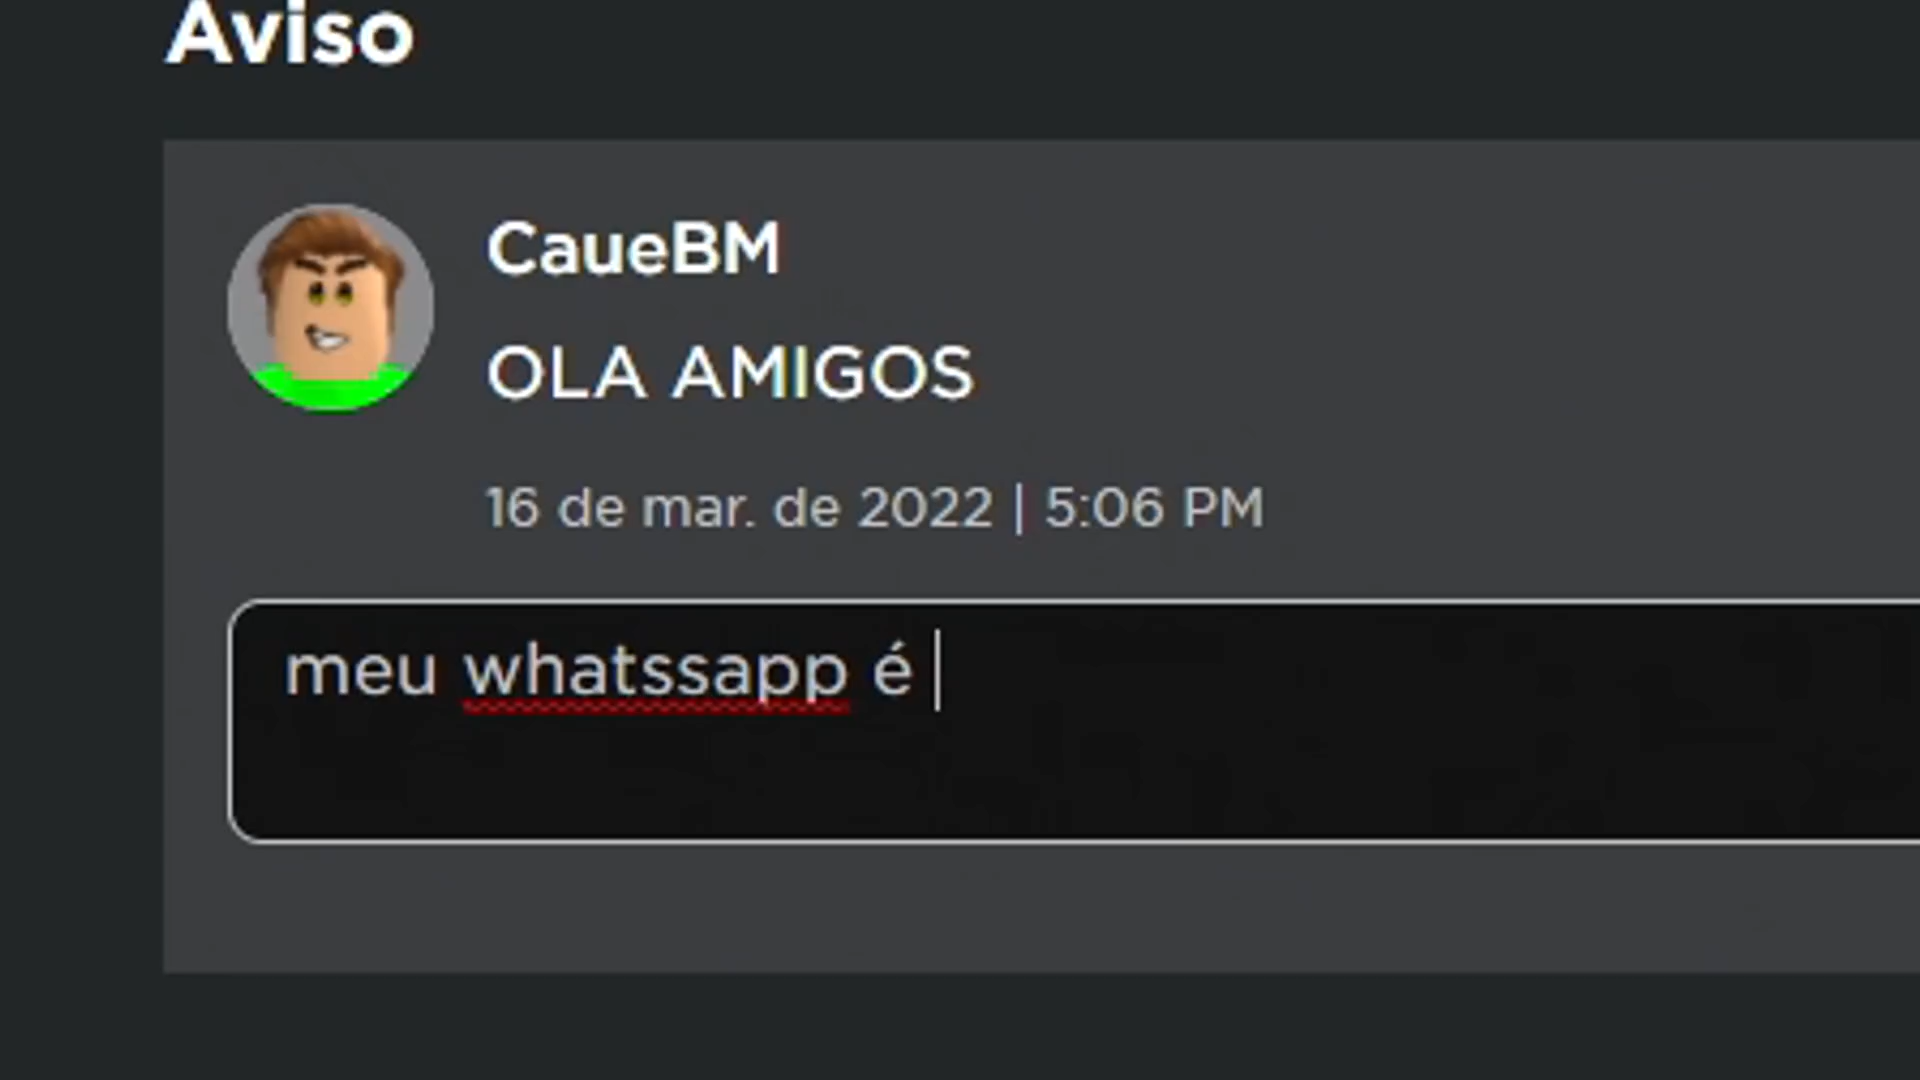 Aviso
CaueBM
OLA AMIGOS
16 de mar. de 2022 | 5:06 PM
meu whatssapp é